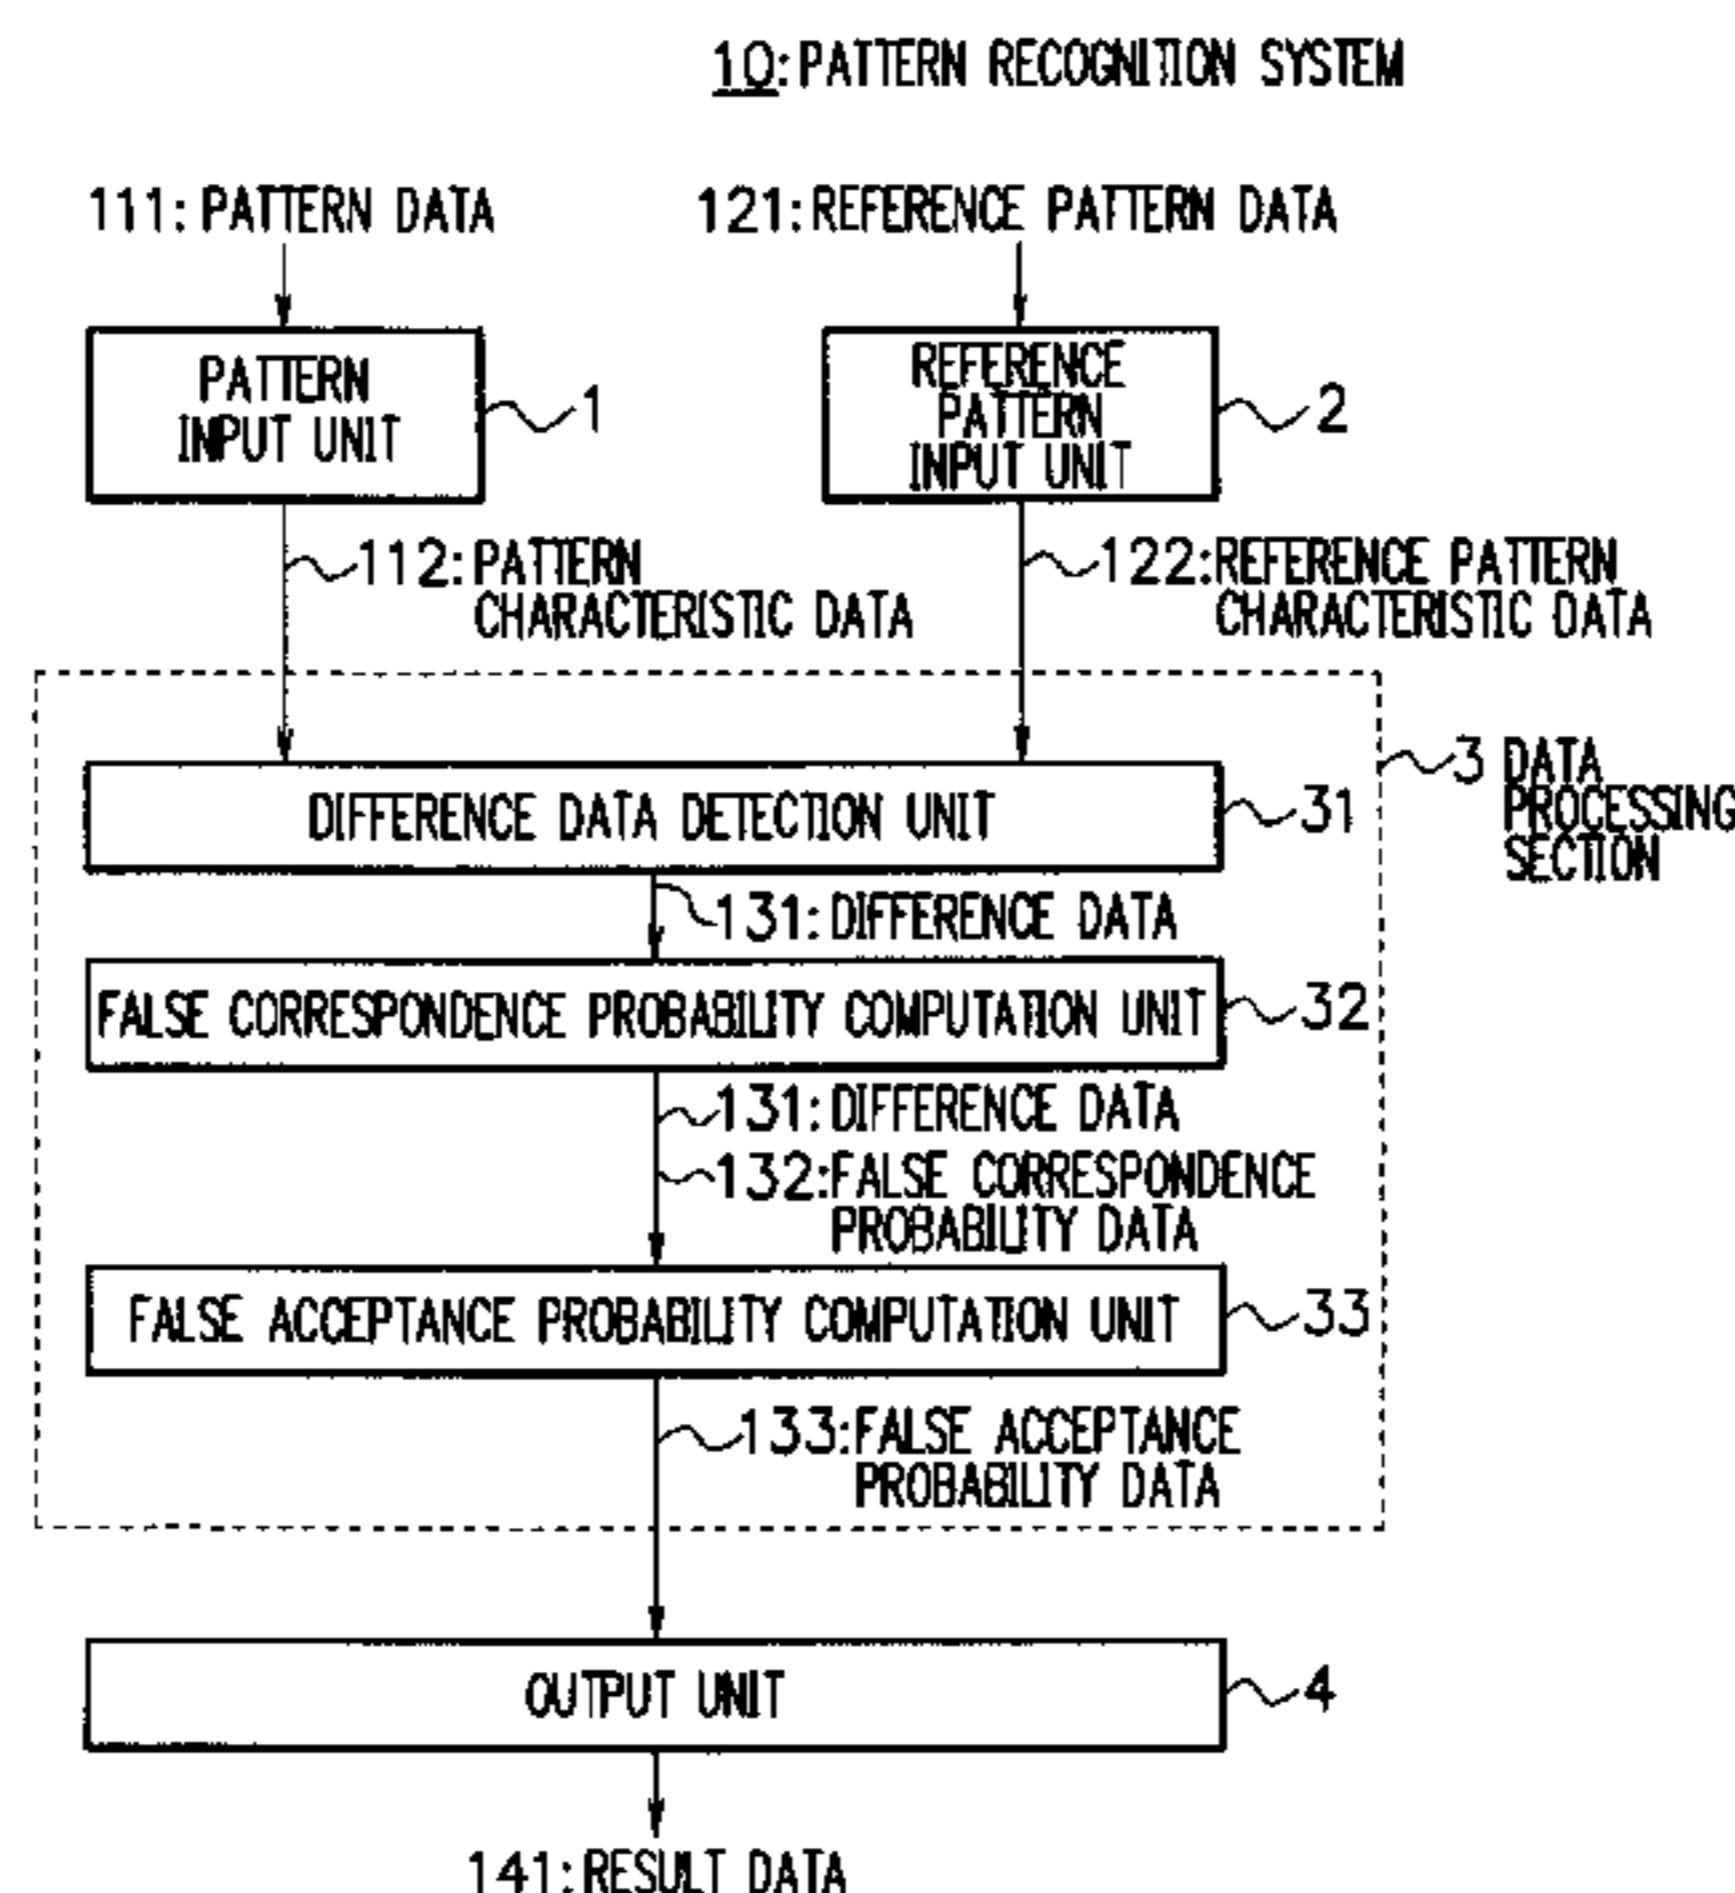 10: PATTERN RECOGNITION SYSTEM
111: PATTERN DATA
121: REFERENCE PATTERN DATA
PATTERN
INPUT UNIT
1
REFERENCE
PATTERN
INPUT UNIT
2
112: PATTERN
CHARACTERISTIC DATA
122: REFERENCE PATTERN
CHARACTERISTIC DATA
3 DATA
PROCESSING
SECTION
DIFFERENCE DATA DETECTION UNIT
31
131: DIFFERENCE DATA
FALSE CORRESPONDENCE PROBABILITY COMPUTATION UNIT
32
131: DIFFERENCE DATA
132: FALSE CORRESPONDENCE
PROBABILITY DATA
FALSE ACCEPTANCE PROBABILITY COMPUTATION UNIT
33
133: FALSE ACCEPTANCE
PROBABILITY DATA
OUTPUT UNIT
4
141: RESULT DATA